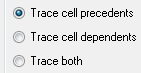 Trace cell precedents
Trace cell dependents
Trace both